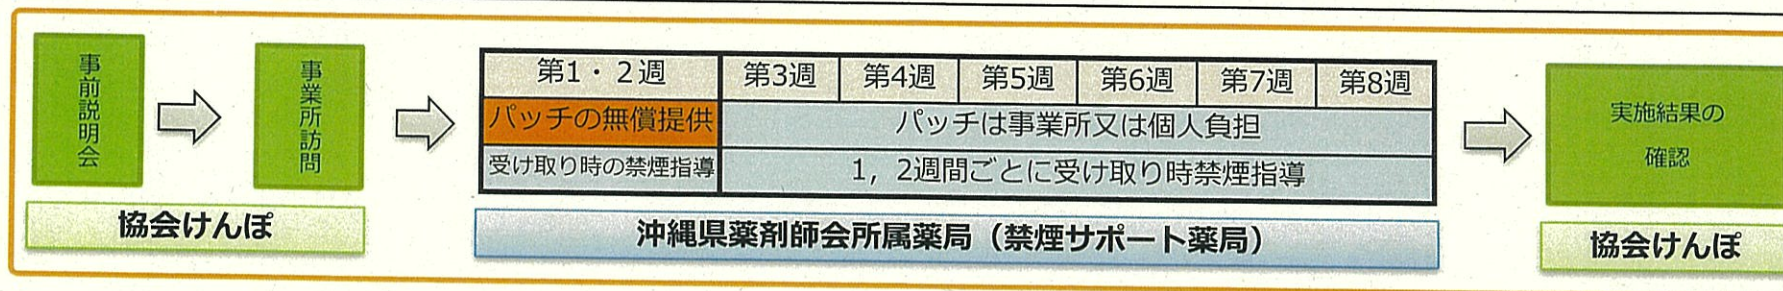 事前説明会
事業所訪問
第1・2週 第3週 第4週 第5週 第6週 第7週 第8週
パッチの無償提供 パッチは事業所又は個人負担
受け取り時の禁煙指導 1，2週間ごとに受け取り時禁煙指導
実施結果の
確認
協会けんぽ
沖縄県薬剤師会所属薬局（禁煙サポート薬局）
協会けんぽ